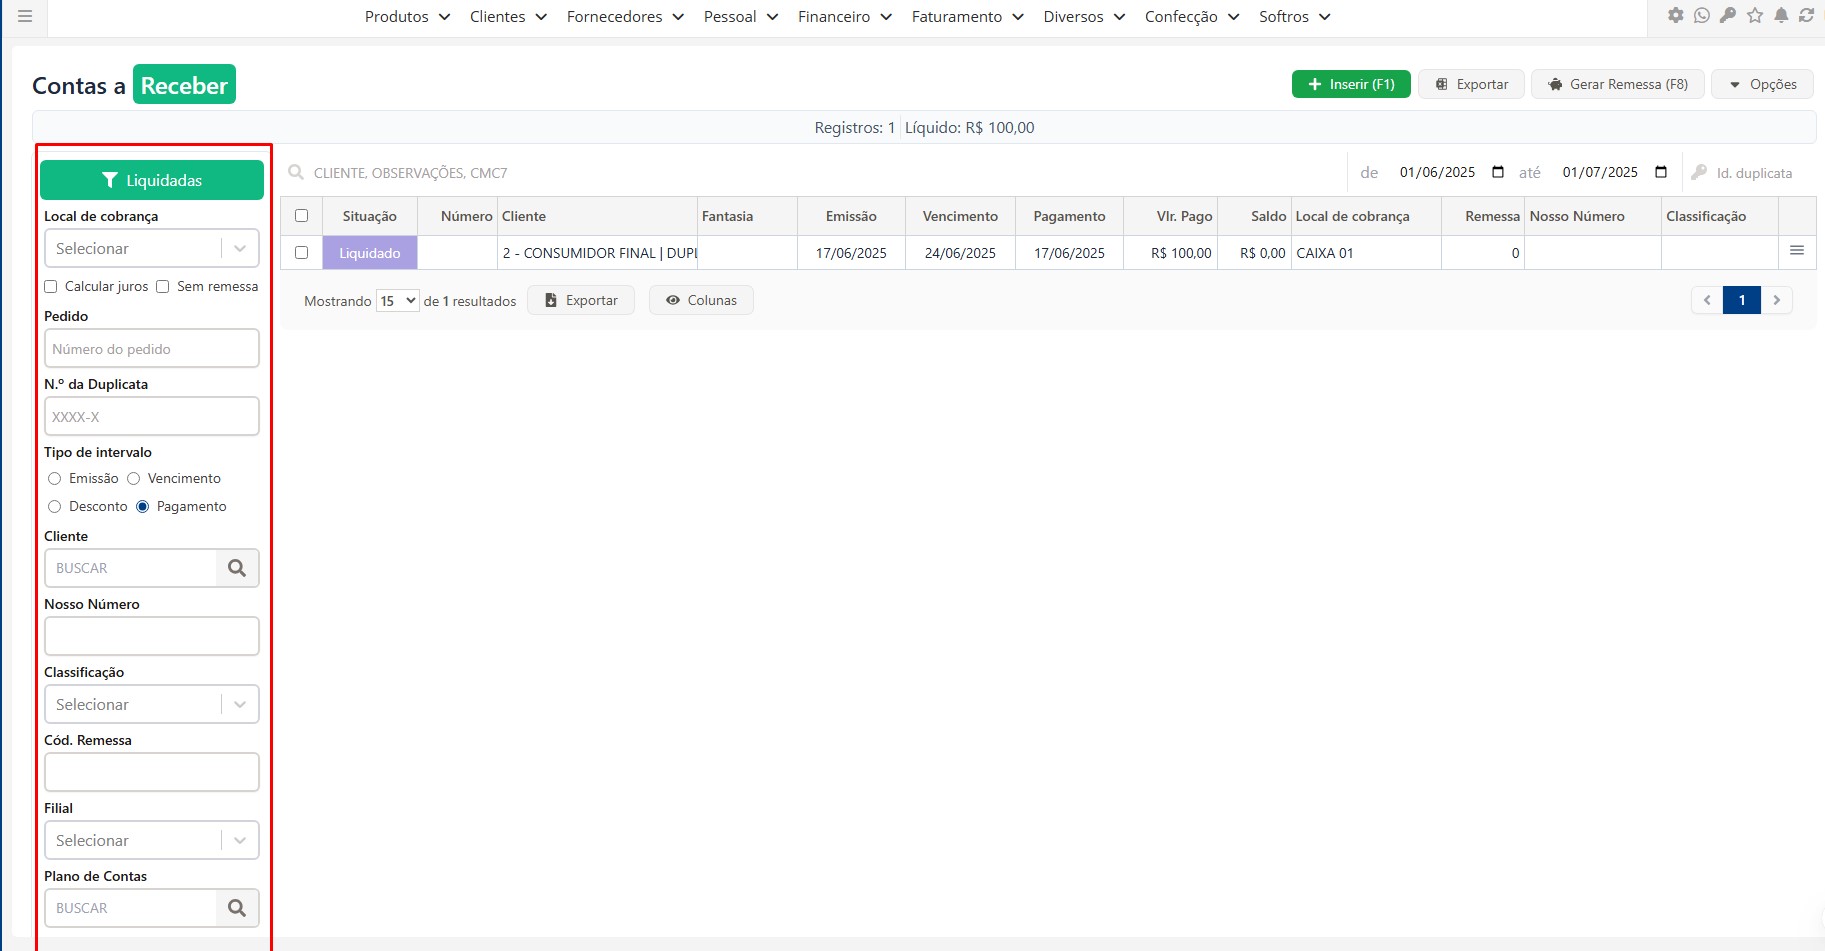 Produtos Clientes Fornecedores Pessoal Financeiro Faturamento Diversos Confecção Softros
Contas a Receber
Inserir (F1) Exportar Gerar Remessa (F8) Opções
Registros: 1 Líquido: R$ 100,00
Liquidadas
Local de cobrança
Selecionar
Calcular juros Sem remessa
Pedido
Número do pedido
N.º da Duplicata
XXXX-X
Tipo de intervalo
Emissão Vencimento
Desconto Pagamento
Cliente
BUSCAR
Nosso Número
Classificação
Selecionar
Cód. Remessa
Filial
Selecionar
Plano de Contas
BUSCAR
CLIENTE, OBSERVAÇÕES, CMC7 de 01/06/2025 até 01/07/2025 Id. duplicata
Situação Número Cliente Fantasia Emissão Vencimento Pagamento Vlr. Pago Saldo Local de cobrança Remessa Nosso Número Classificação
Liquidado 2 - CONSUMIDOR FINAL | DUPL 17/06/2025 24/06/2025 17/06/2025 R$ 100,00 R$ 0,00 CAIXA 01 0
Mostrando 15 de 1 resultados Exportar Colunas 1